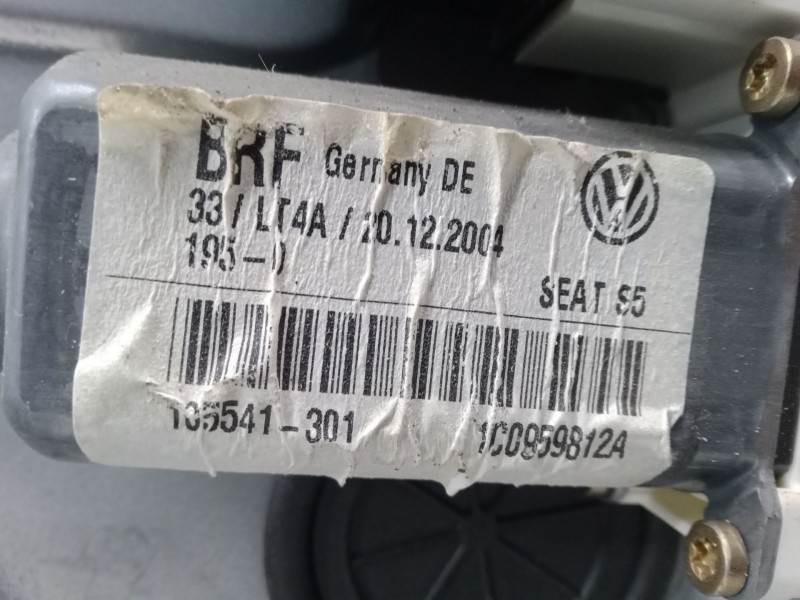 BRF Germany DE
33 / LT4A / 20.12.2004
195-0
SEAT S5
105541-301
1C0959812A